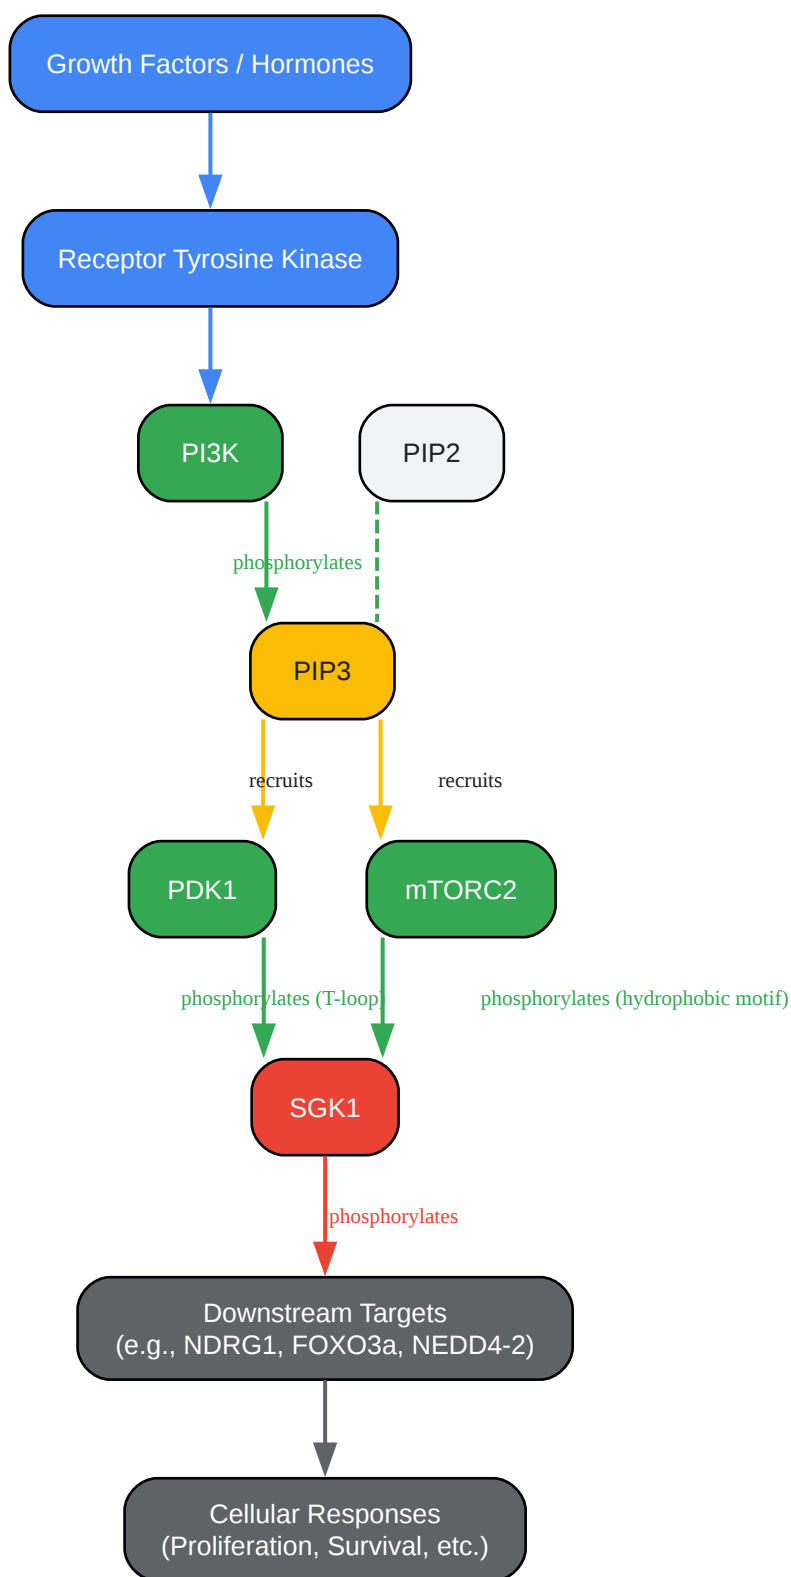 Growth Factors / Hormones
Receptor Tyrosine Kinase
PI3K
PIP2
phosphorylates
PIP3
recruits
recruits
PDK1
mTORC2
phosphorylates (T-loop)
phosphorylates (hydrophobic motif)
SGK1
phosphorylates
Downstream Targets
(e.g., NDRG1, FOXO3a, NEDD4-2)
Cellular Responses
(Proliferation, Survival, etc.)